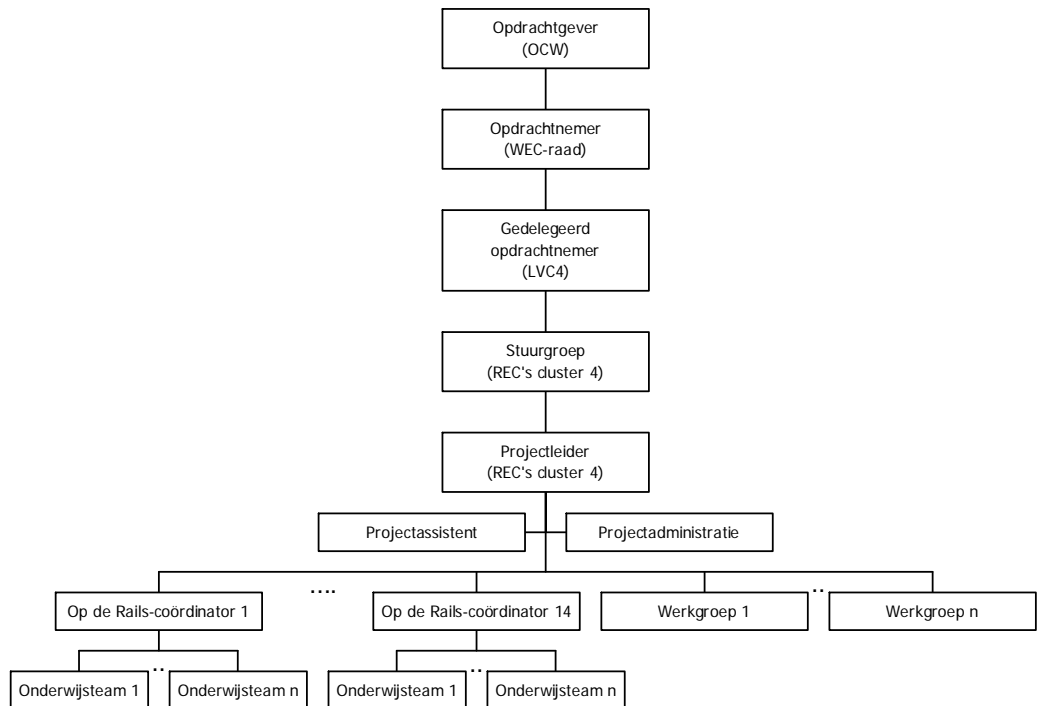 Opdrachtgever
(OCW)
Opdrachtnemer
(WEC-raad)
Gedelegeerd
opdrachtnemer
(LVC4)
Stuurgroep
(REC's cluster 4)
Projectleider
(REC's cluster 4)
Projectassistent
Projectadministratie
....
..
Op de Rails-coördinator 1
Op de Rails-coördinator 14
Werkgroep 1
Werkgroep n
..
..
Onderwijsteam 1
Onderwijsteam n
Onderwijsteam 1
Onderwijsteam n